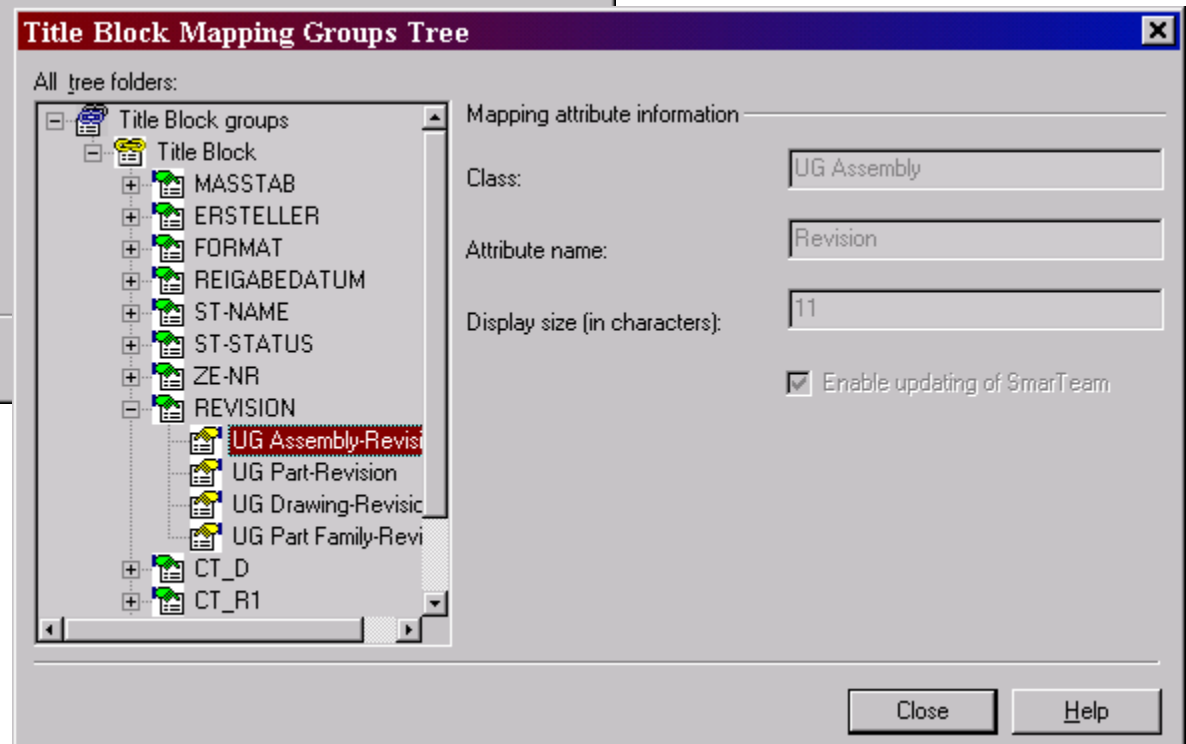 Title Block Mapping Groups Tree
All tree folders:
Title Block groups
Title Block
MASSTAB
ERSTELLER
FORMAT
REIGABEDATUM
ST-NAME
ST-STATUS
ZE-NR
REVISION
UG Assembly-Revisi
UG Part-Revision
UG Drawing-Revisic
UG Part Family-Revi
CT_D
CT_R1
Mapping attribute information
Class:
UG Assembly
Attribute name:
Revision
Display size (in characters):
11
Enable updating of SmarTeam
Close
Help